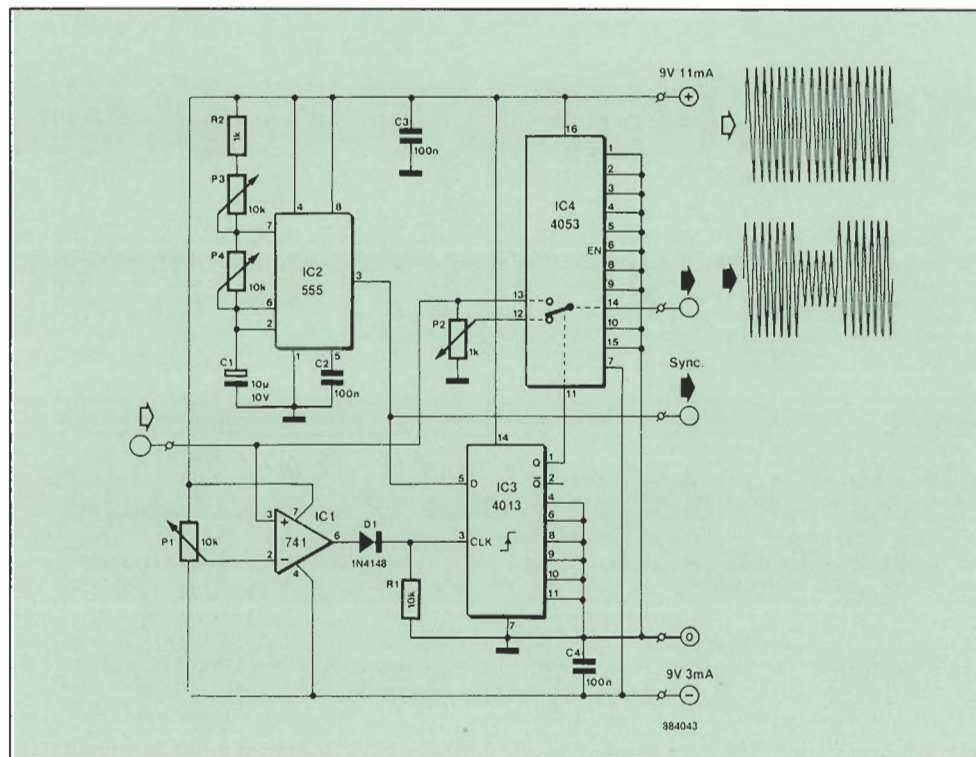 9V 11mA
+
R2
1k
P3
10k
7
P4
10k
6
2
C1
10µ
10V
4
8
IC2
555
3
1
5
C2
100n
C3
100n
16
IC4
4053
1
2
3
4
5
EN 6
8
9
14
10
15
7
13
12
11
P2
1k
Sync.
14
5 D
IC3
4013
3 CLK
Q 1
Q̅ 2
4
6
8
9
10
11
7
P1
10k
3
+
7
IC1
741
2
−
4
6
D1
1N4148
R1
10k
0
C4
100n
9V 3mA
−
884043